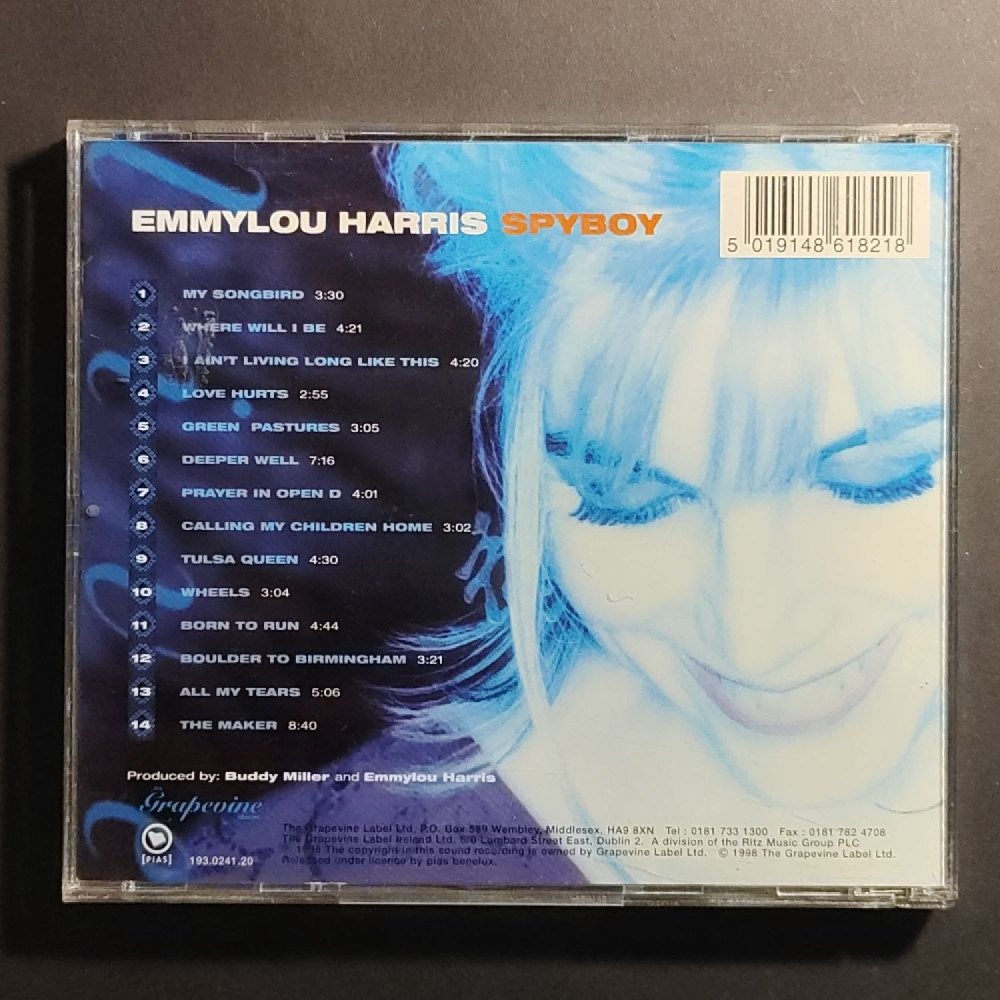 EMMYLOU HARRIS SPYBOY
5 019148 618218
1 MY SONGBIRD 3:30
2 WHERE WILL I BE 4:21
3 I AIN'T LIVING LONG LIKE THIS 4:20
4 LOVE HURTS 2:55
5 GREEN PASTURES 3:05
6 DEEPER WELL 7:16
7 PRAYER IN OPEN D 4:01
8 CALLING MY CHILDREN HOME 3:02
9 TULSA QUEEN 4:30
10 WHEELS 3:04
11 BORN TO RUN 4:44
12 BOULDER TO BIRMINGHAM 3:21
13 ALL MY TEARS 5:06
14 THE MAKER 8:40
Produced by: Buddy Miller and Emmylou Harris
Grapevine
[PIAS] 193.0241.20
The Grapevine Label Ltd, P.O. Box 589 Wembley, Middlesex, HA9 8XN Tel : 0181 733 1300 Fax : 0181 782 4708
The Grapevine Label Ireland Ltd. 5/6 Lombard Street East, Dublin 2. A division of the Ritz Music Group PLC
1998 The copyright in this sound recording is owned by Grapevine Label Ltd. © 1998 The Grapevine Label Ltd.
Released under licence by pias benelux.